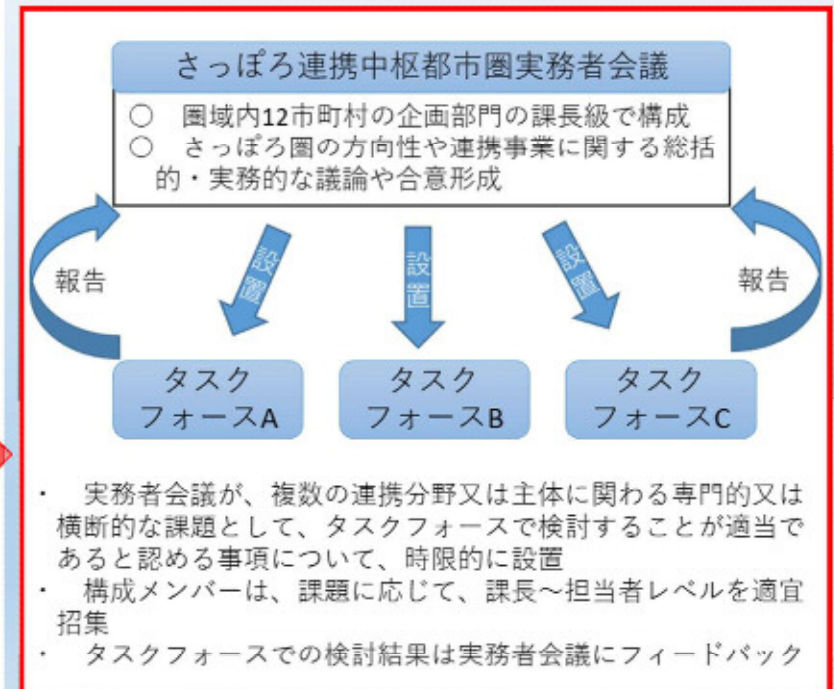 さっぽろ連携中枢都市圏実務者会議
○　圏域内12市町村の企画部門の課長級で構成
○　さっぽろ圏の方向性や連携事業に関する総括
的・実務的な議論や合意形成
報告
設置
設置
設置
報告
タスク
フォースA
タスク
フォースB
タスク
フォースC
・　実務者会議が、複数の連携分野又は主体に関わる専門的又は
横断的な課題として、タスクフォースで検討することが適当で
あると認める事項について、時限的に設置
・　構成メンバーは、課題に応じて、課長～担当者レベルを適宜
招集
・　タスクフォースでの検討結果は実務者会議にフィードバック